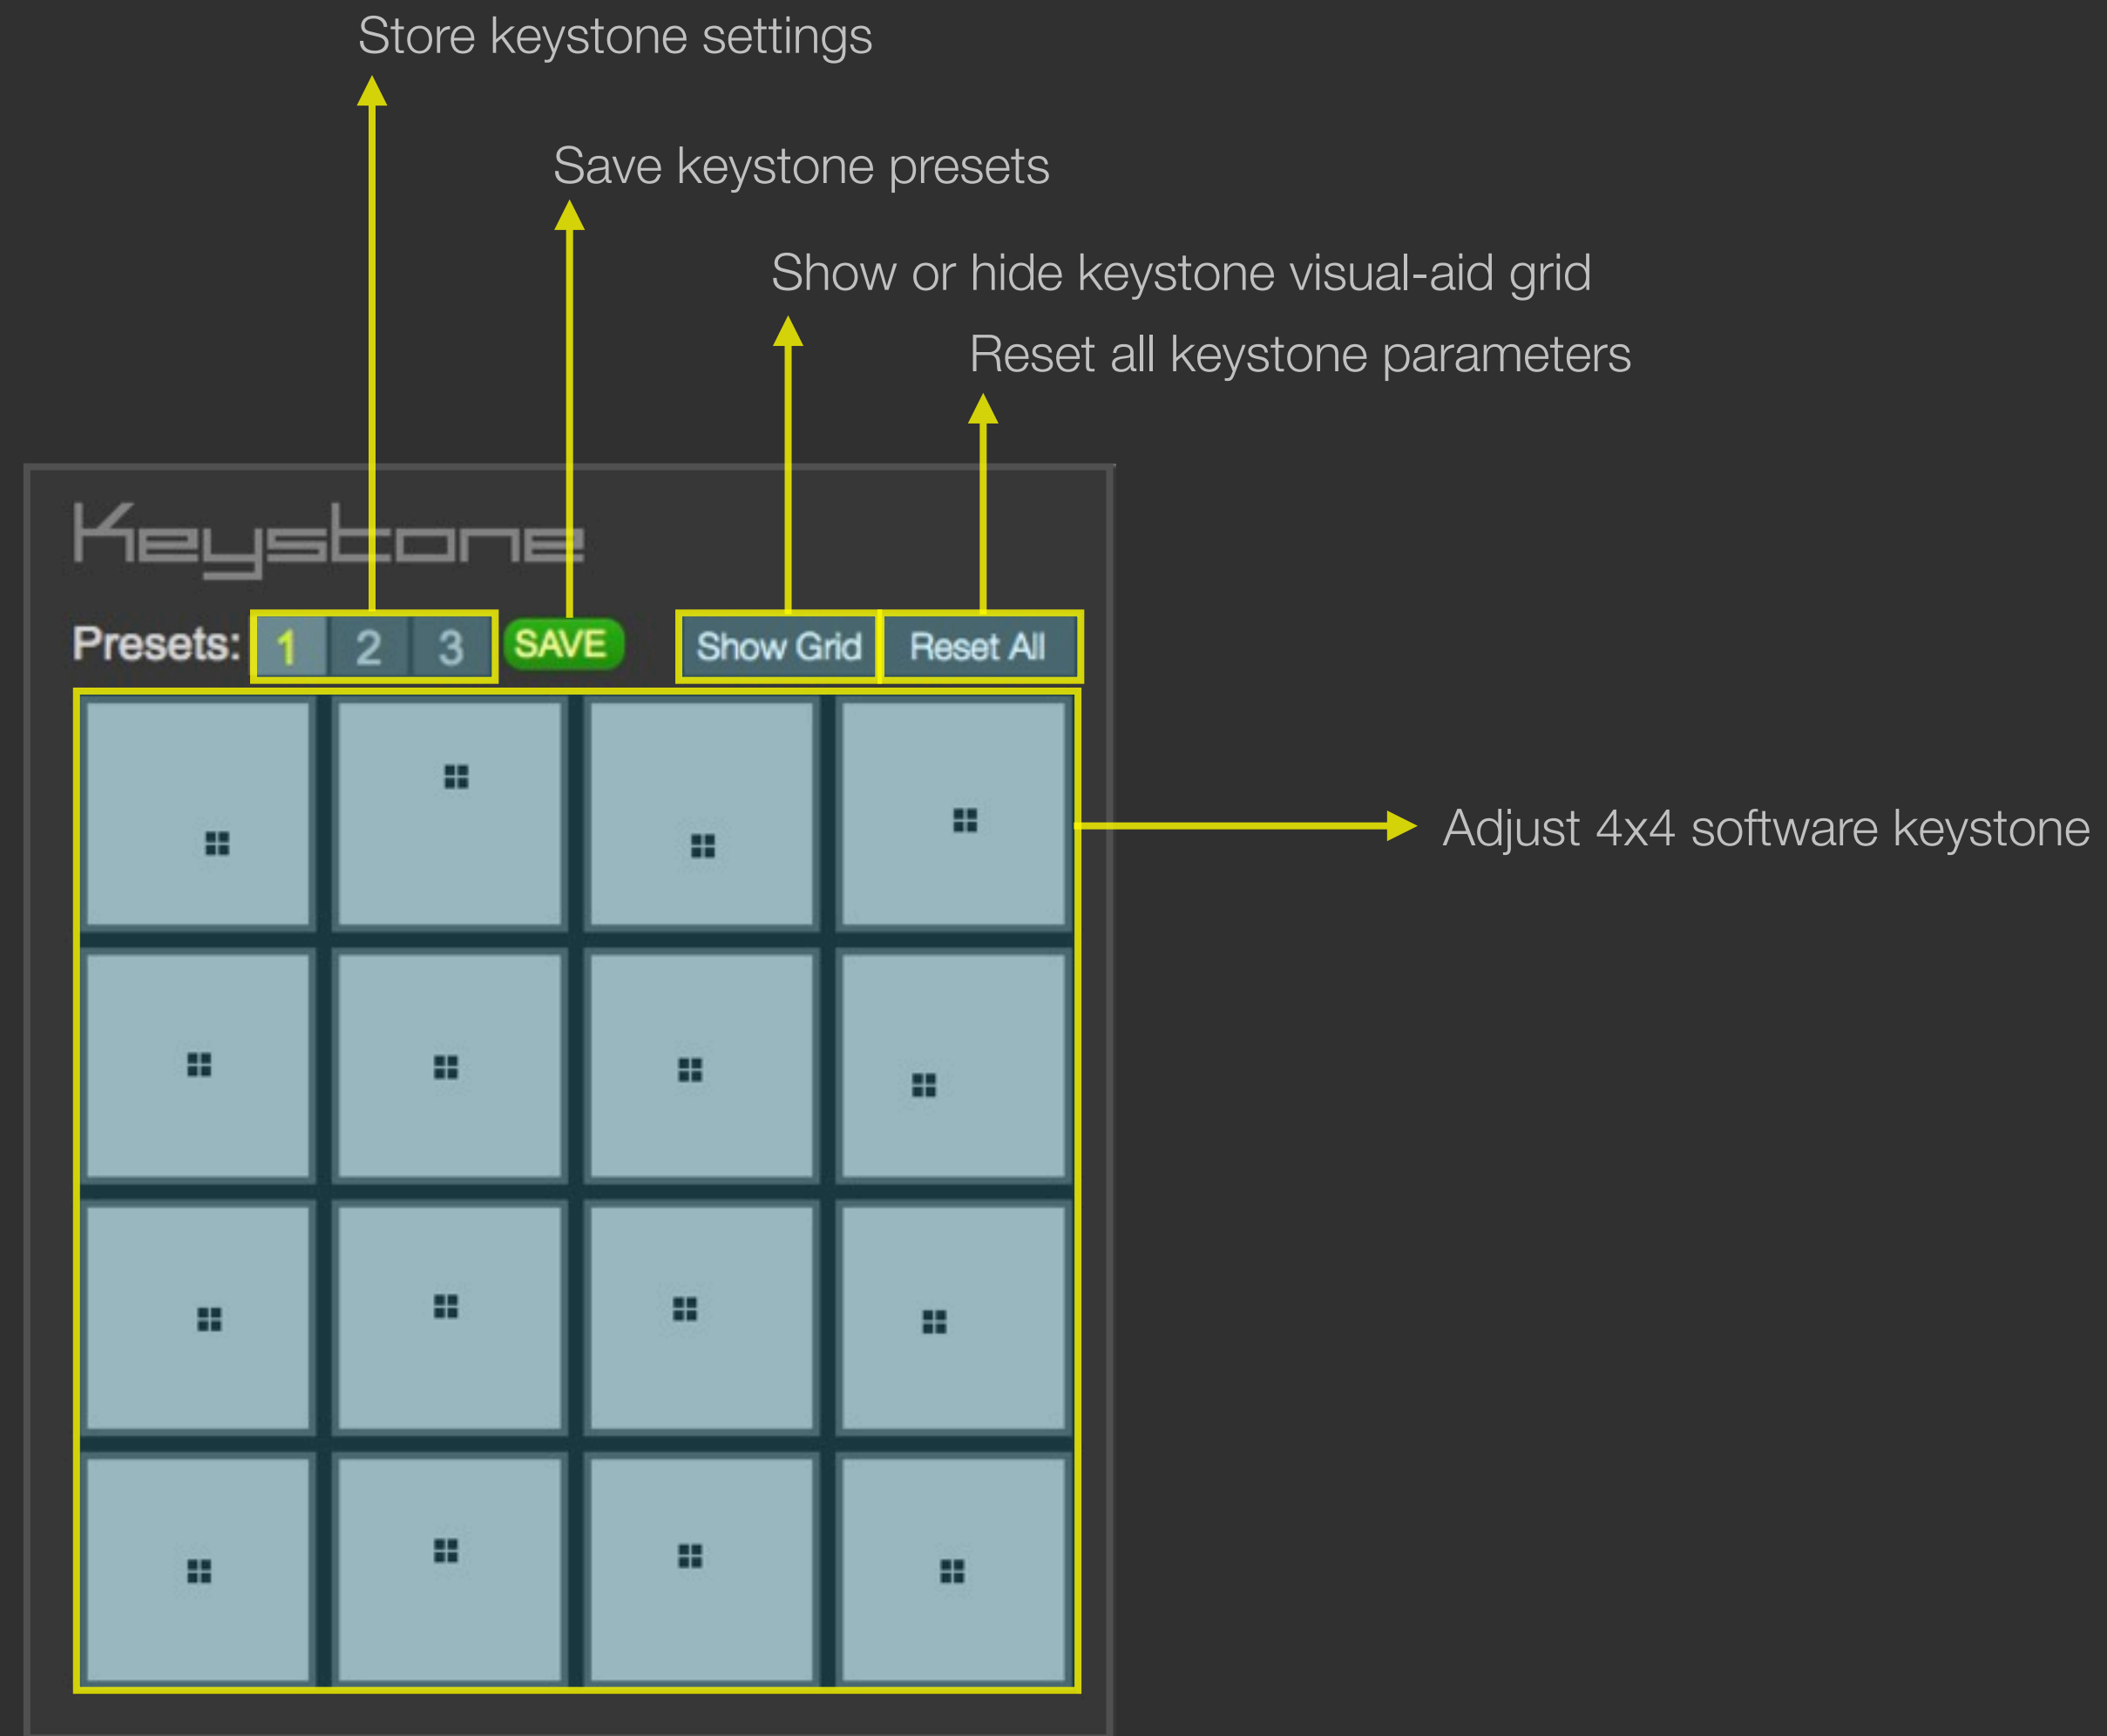 Store keystone settings
Save keystone presets
Show or hide keystone visual-aid grid
Reset all keystone parameters
Keystone
Presets: 1 2 3 SAVE Show Grid Reset All
Adjust 4x4 software keystone